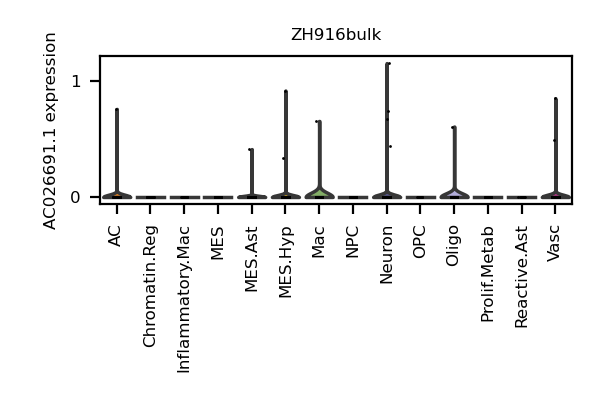 ZH916bulk
AC026691.1 expression
1
0
AC
Chromatin.Reg
Inflammatory.Mac
MES
MES.Ast
MES.Hyp
Mac
NPC
Neuron
OPC
Oligo
Prolif.Metab
Reactive.Ast
Vasc